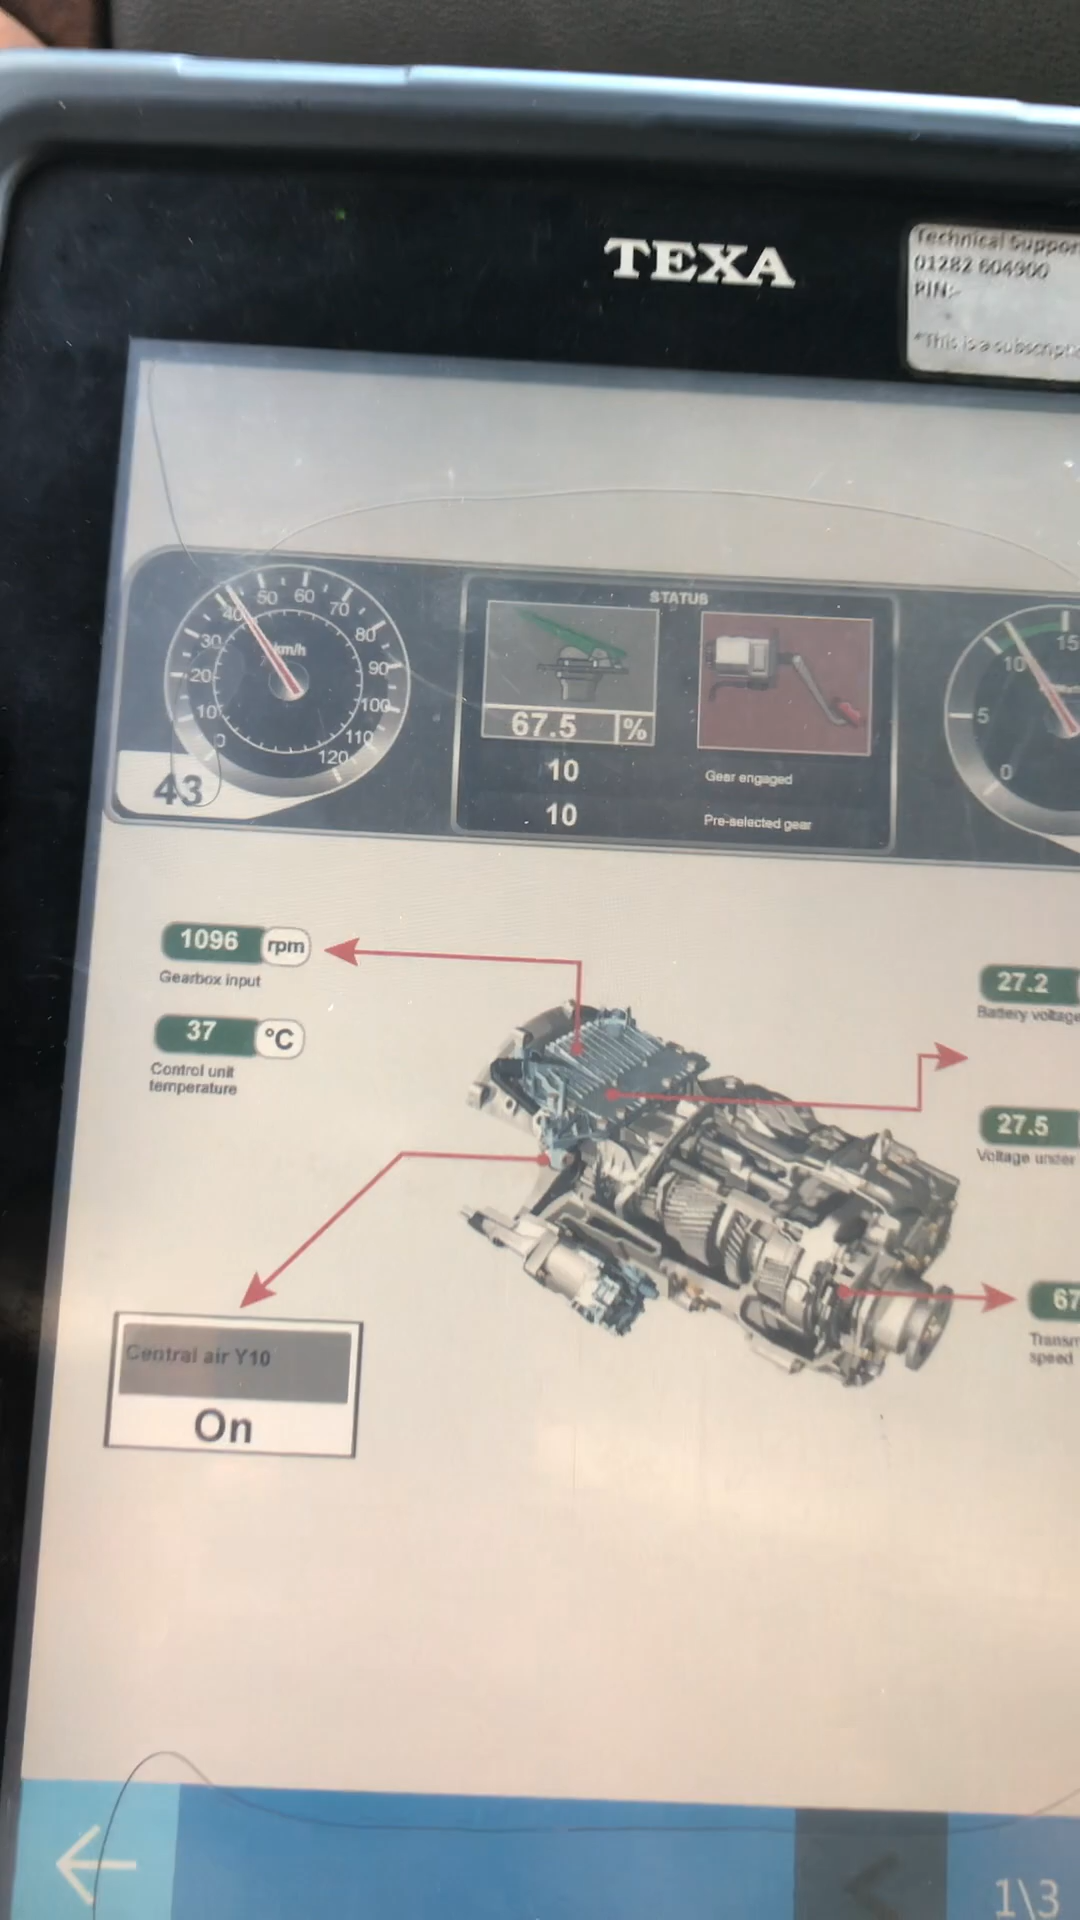 TEXA
Technical Support
01282 604900
PIN:-
*This is a subscripti
STATUS
0
10
20
30
40
50
60
70
80
90
100
110
120
km/h
43
67.5 %
10 Gear engaged
10 Pre-selected gear
0
5
10
15
1096 rpm
Gearbox input
37 °C
Control unit
temperature
27.2
Battery voltage
27.5
Voltage under
67
Transm
speed
Central air Y10
On
1\3